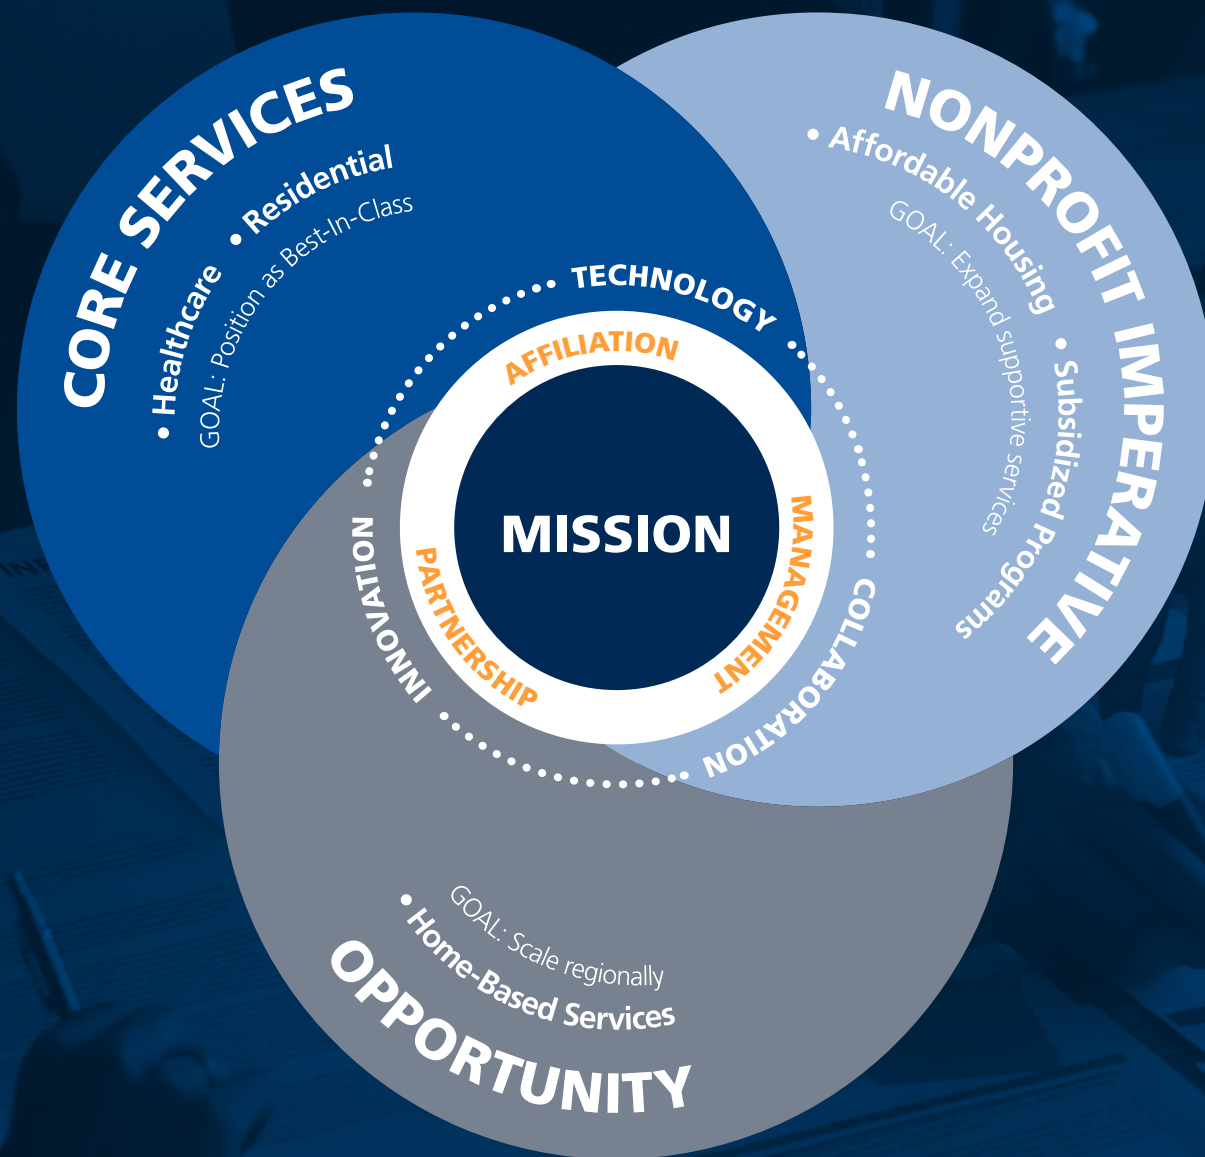 CORE SERVICES
• Healthcare • Residential
GOAL: Position as Best-In-Class
NONPROFIT IMPERATIVE
• Affordable Housing • Subsidized Programs
GOAL: Expand supportive services
TECHNOLOGY
COLLABORATION
INNOVATION
AFFILIATION
MANAGEMENT
PARTNERSHIP
MISSION
GOAL: Scale regionally
• Home-Based Services
OPPORTUNITY